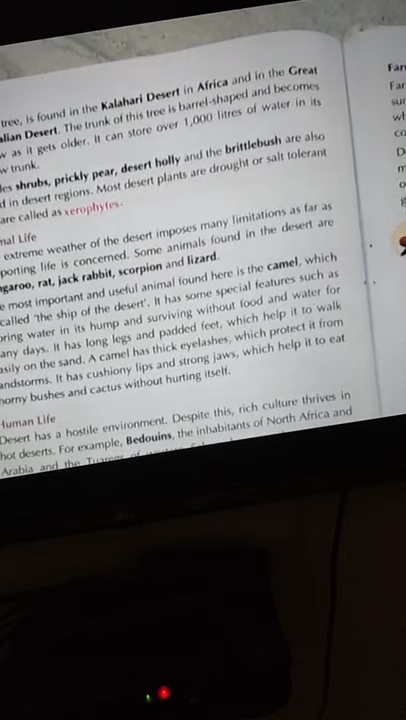 tree, is found in the Kalahari Desert in Africa and in the Great
alian Desert. The trunk of this tree is barrel-shaped and becomes
w as it gets older. It can store over 1,000 litres of water in its
w trunk.
les shrubs, prickly pear, desert holly and the brittlebush are also
d in desert regions. Most desert plants are drought or salt tolerant
are called as xerophytes.
nal Life
extreme weather of the desert imposes many limitations as far as
porting life is concerned. Some animals found in the desert are
ngaroo, rat, jack rabbit, scorpion and lizard.
e most important and useful animal found here is the camel, which
called 'the ship of the desert'. It has some special features such as
oring water in its hump and surviving without food and water for
any days. It has long legs and padded feet, which help it to walk
asily on the sand. A camel has thick eyelashes, which protect it from
andstorms. It has cushiony lips and strong jaws, which help it to eat
horny bushes and cactus without hurting itself.
Human Life
Desert has a hostile environment. Despite this, rich culture thrives in
hot deserts. For example, Bedouins, the inhabitants of North Africa and
Arabia and the Tuaregs of
Farm
Far
sur
wh
co
D
m
o
g